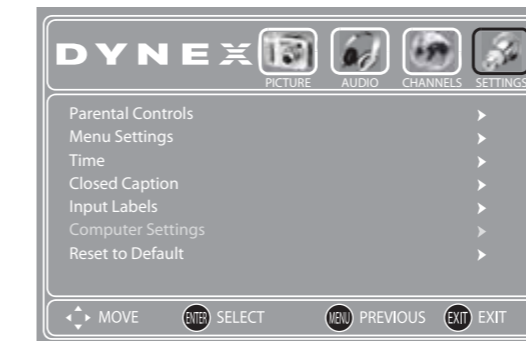 DYNEX
PICTURE AUDIO CHANNELS SETTINGS
Parental Controls
Menu Settings
Time
Closed Caption
Input Labels
Computer Settings
Reset to Default
MOVE ENTER SELECT MENU PREVIOUS EXIT EXIT